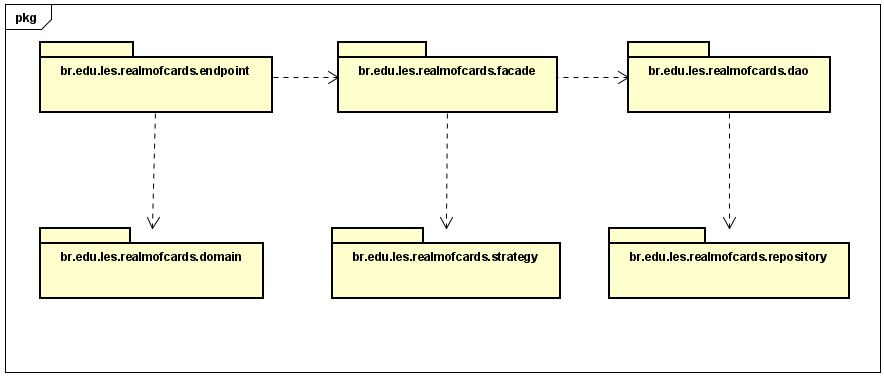 pkg
br.edu.les.realmofcards.endpoint
br.edu.les.realmofcards.facade
br.edu.les.realmofcards.dao
br.edu.les.realmofcards.domain
br.edu.les.realmofcards.strategy
br.edu.les.realmofcards.repository